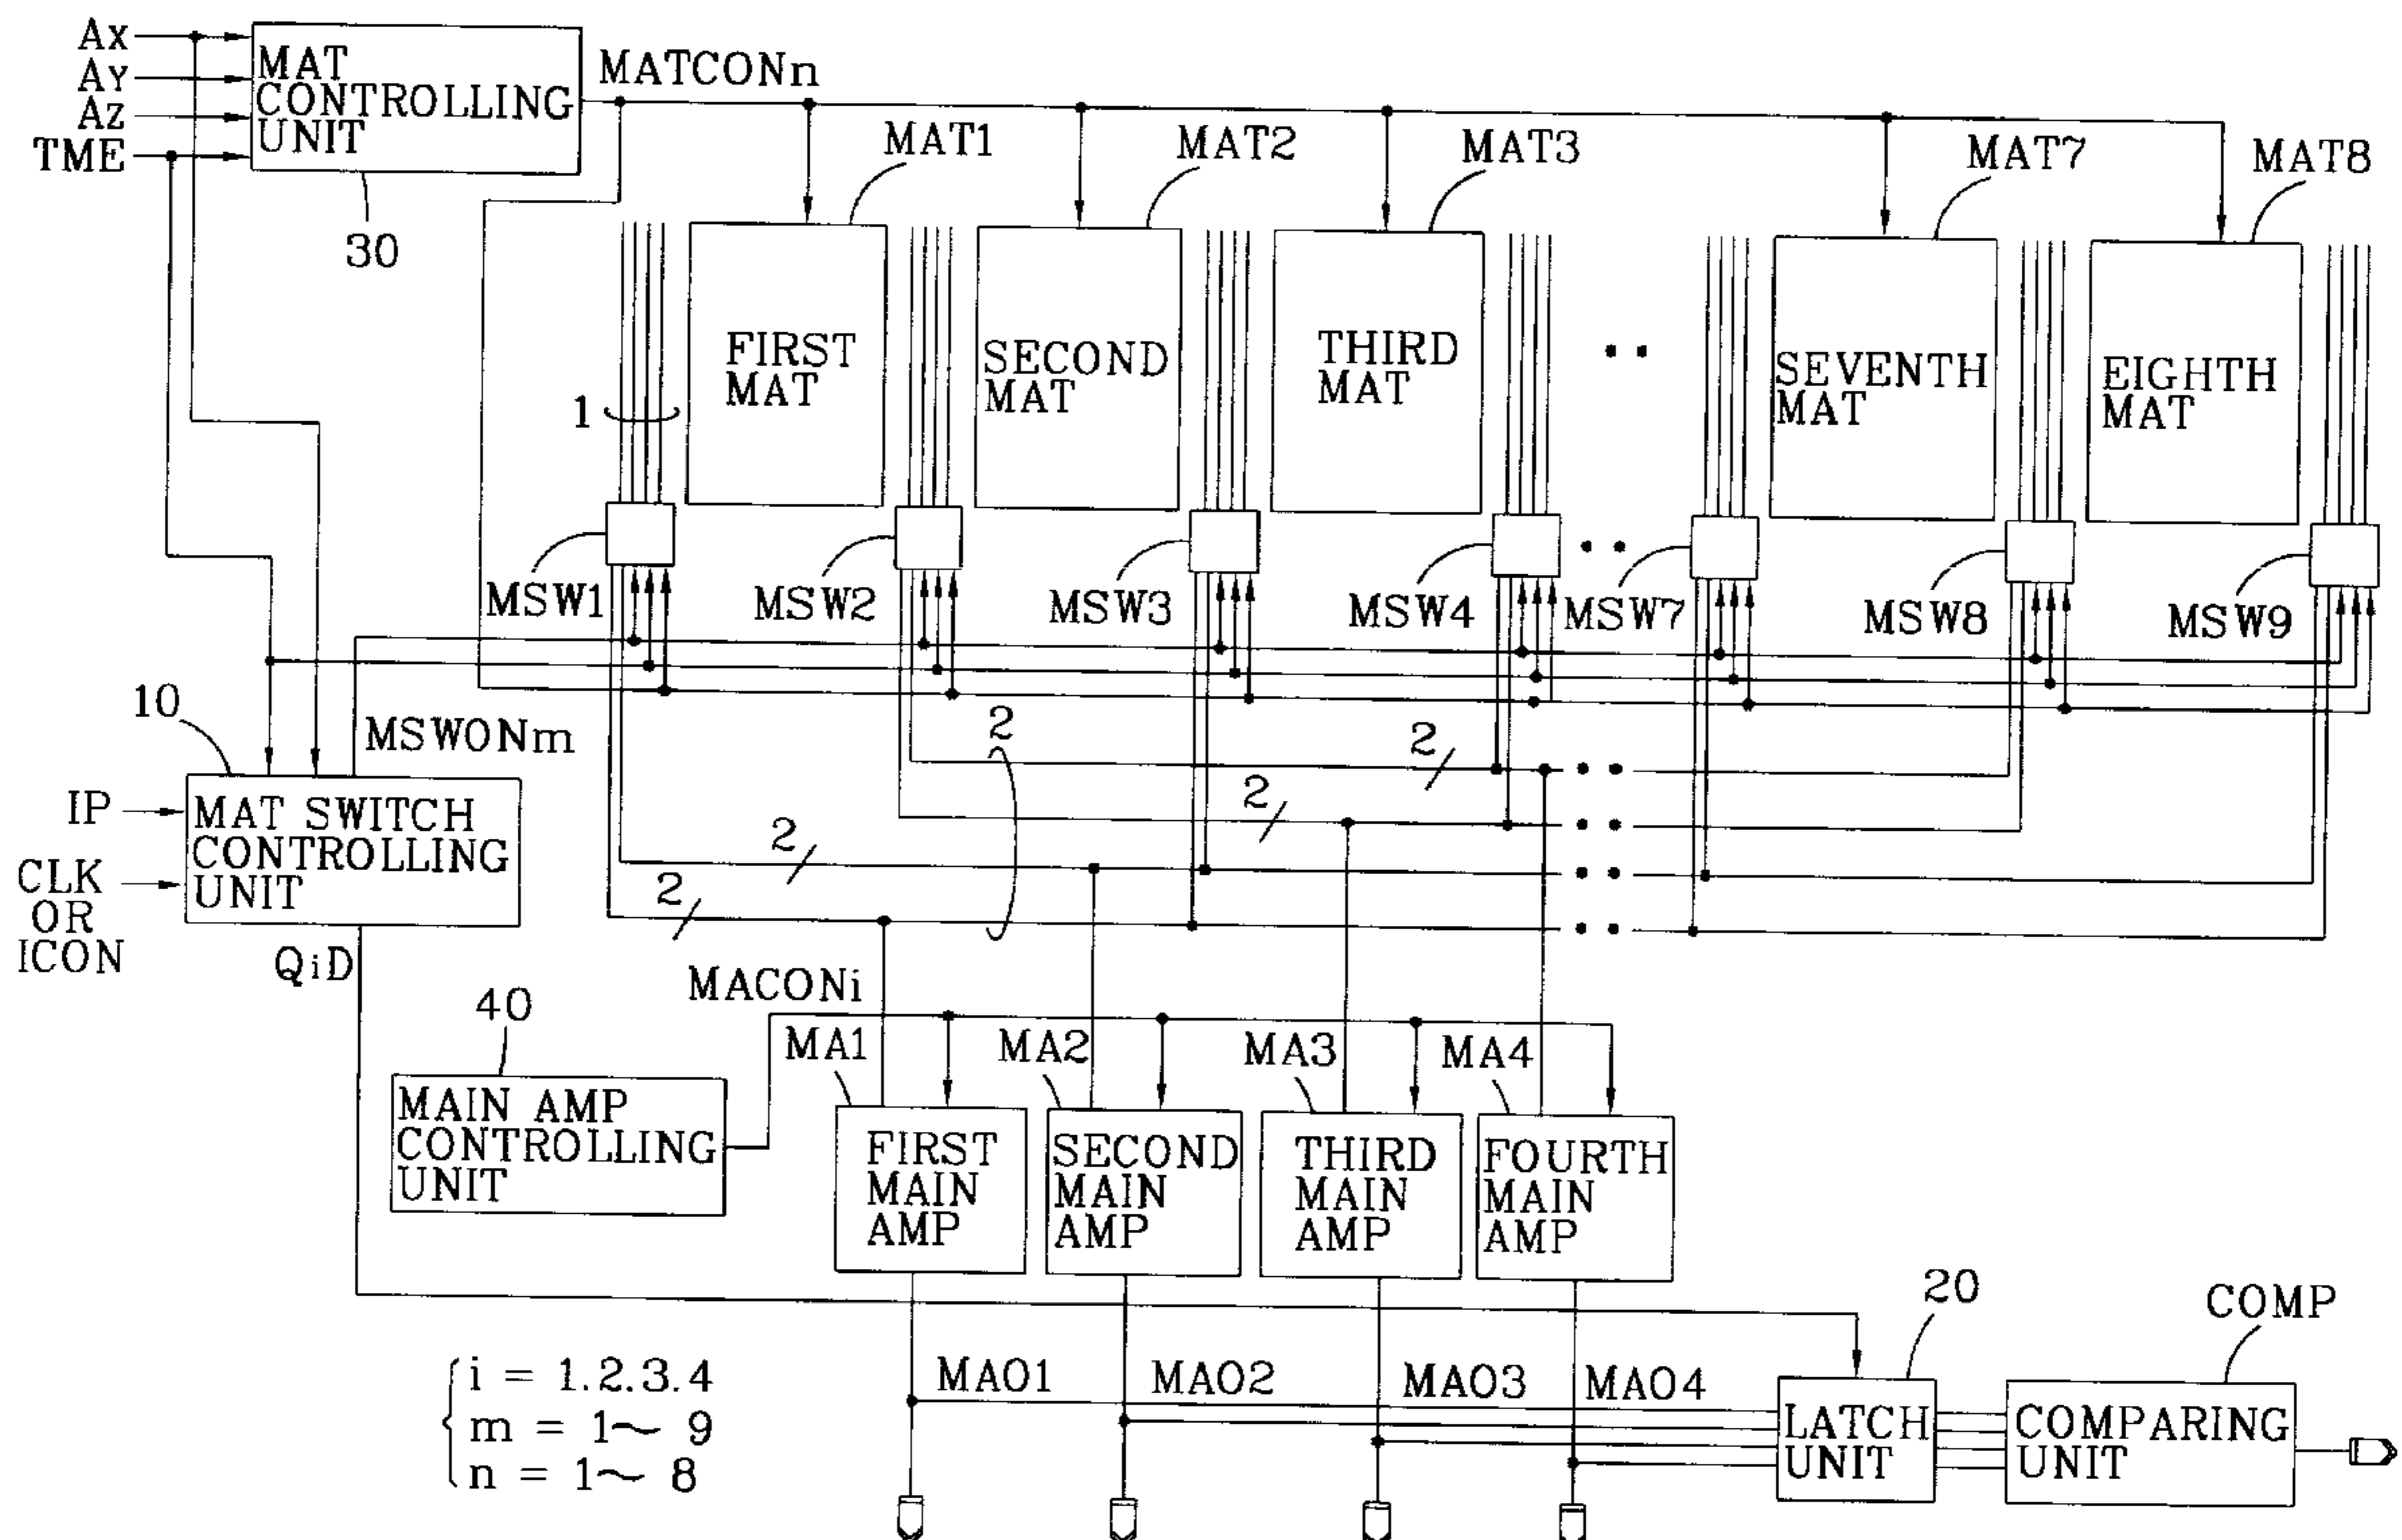 Ax
AY
Az
TME
MAT
CONTROLLING
UNIT
30
MATCONn
MAT1
MAT2
MAT3
MAT7
MAT8
1
FIRST
MAT
SECOND
MAT
THIRD
MAT
SEVENTH
MAT
EIGHTH
MAT
MSW1
MSW2
MSW3
MSW4
MSW7
MSW8
MSW9
10
MSWONm
IP
CLK
OR
ICON
MAT SWITCH
CONTROLLING
UNIT
QiD
2
2
2
2
2
MACONi
40
MAIN AMP
CONTROLLING
UNIT
MA1
MA2
MA3
MA4
FIRST
MAIN
AMP
SECOND
MAIN
AMP
THIRD
MAIN
AMP
FOURTH
MAIN
AMP
20
COMP
MAO1
MAO2
MAO3
MAO4
LATCH
UNIT
COMPARING
UNIT
i = 1.2.3.4
m = 1~ 9
n = 1~ 8